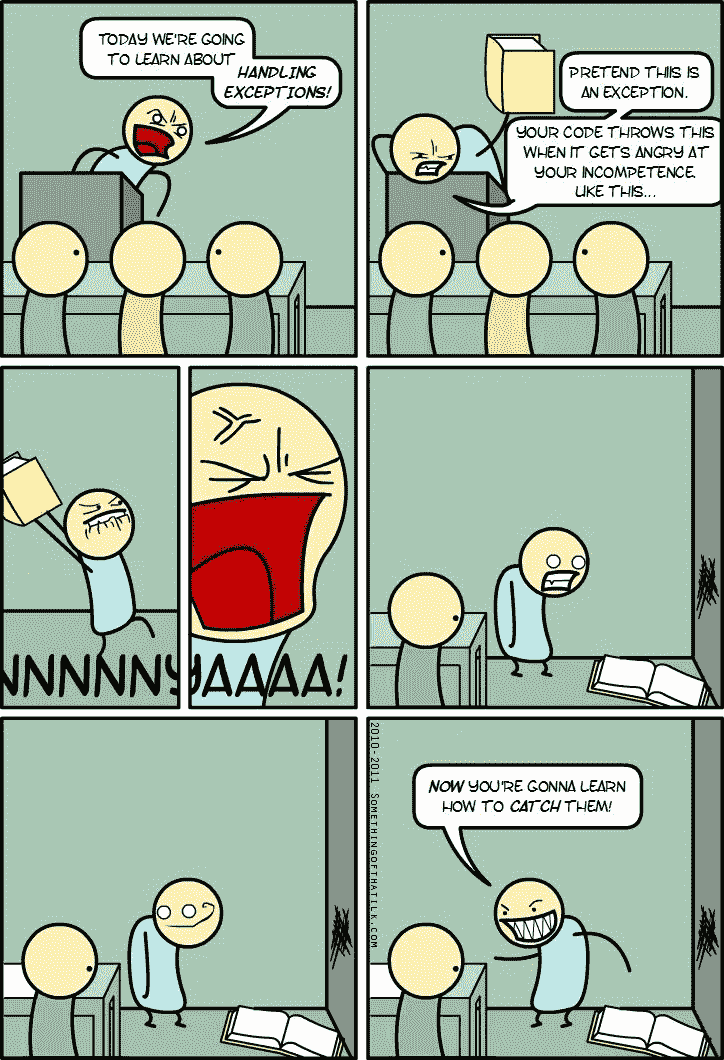 TODAY WE'RE GOING
TO LEARN ABOUT
HANDLING
EXCEPTIONS!
PRETEND THIS IS
AN EXCEPTION.
YOUR CODE THROWS THIS
WHEN IT GETS ANGRY AT
YOUR INCOMPETENCE.
LIKE THIS...
NNNNNY
YAAAAA!
NOW YOU'RE GONNA LEARN
HOW TO CATCH THEM!
2010-2011 SOMETHINGOFTHATILK.COM